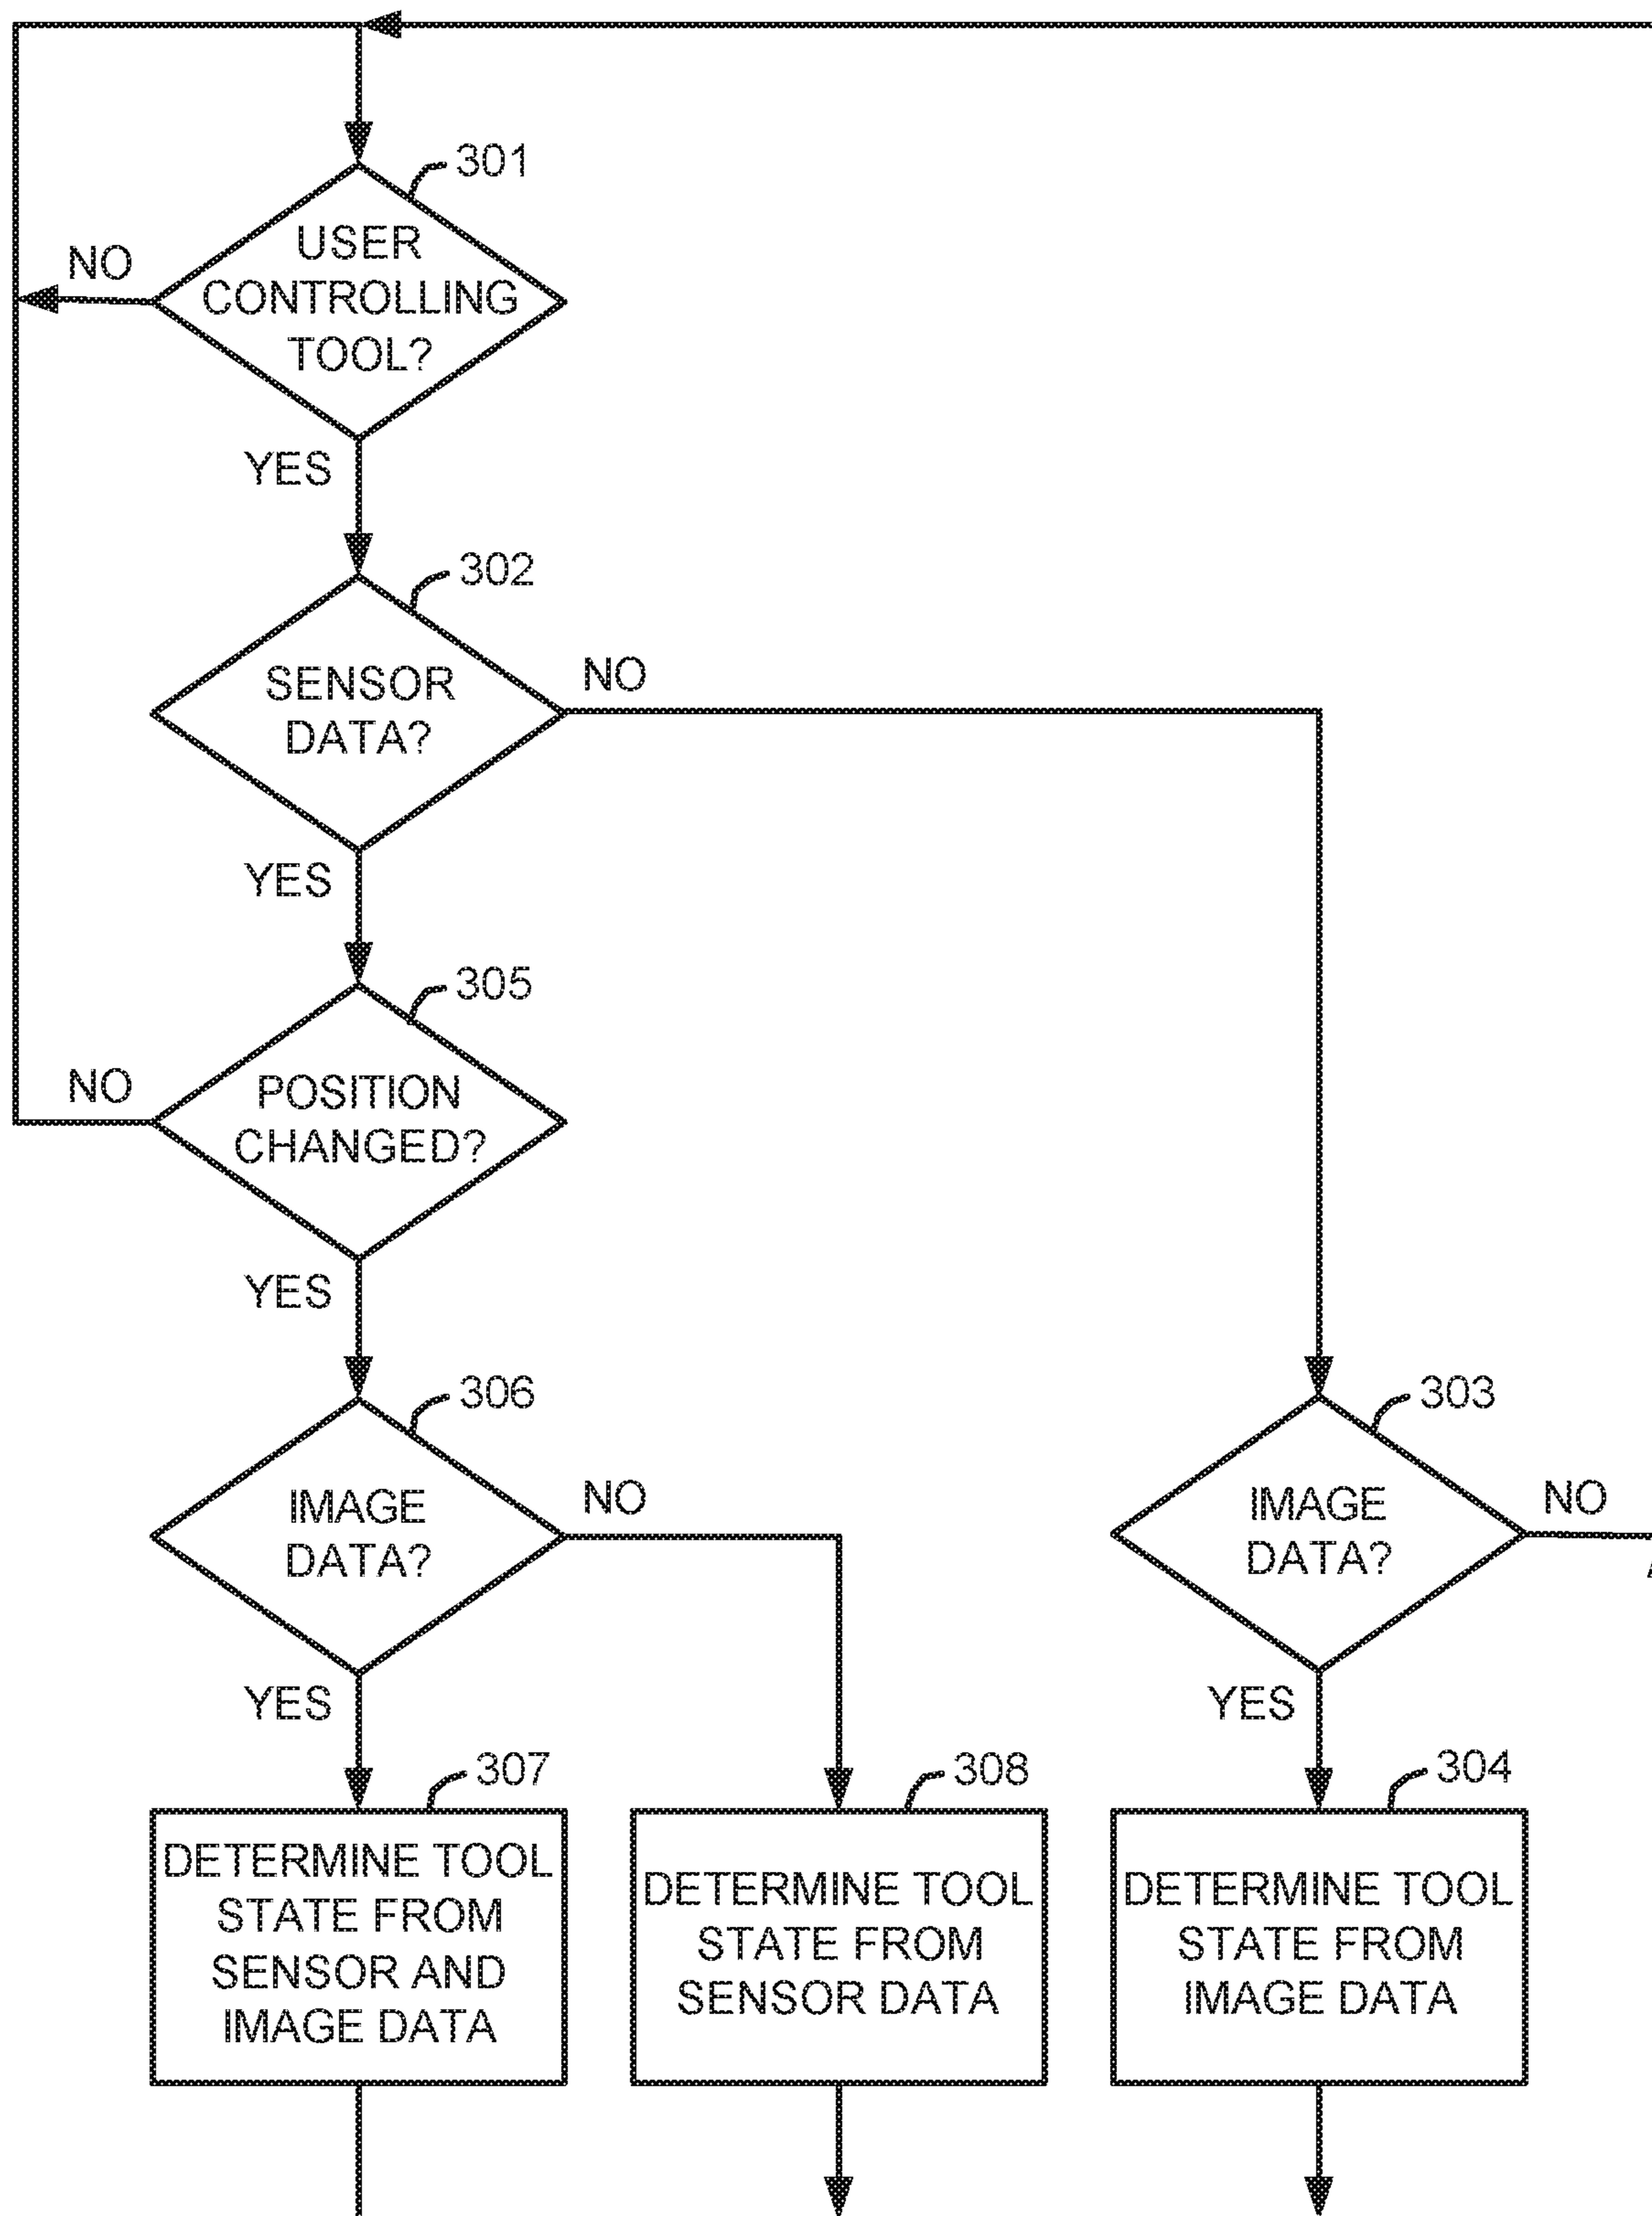 301
USER
CONTROLLING
TOOL?
NO
YES
302
SENSOR
DATA?
NO
YES
305
POSITION
CHANGED?
NO
YES
306
IMAGE
DATA?
NO
YES
303
IMAGE
DATA?
NO
YES
307
DETERMINE TOOL
STATE FROM
SENSOR AND
IMAGE DATA
308
DETERMINE TOOL
STATE FROM
SENSOR DATA
304
DETERMINE TOOL
STATE FROM
IMAGE DATA